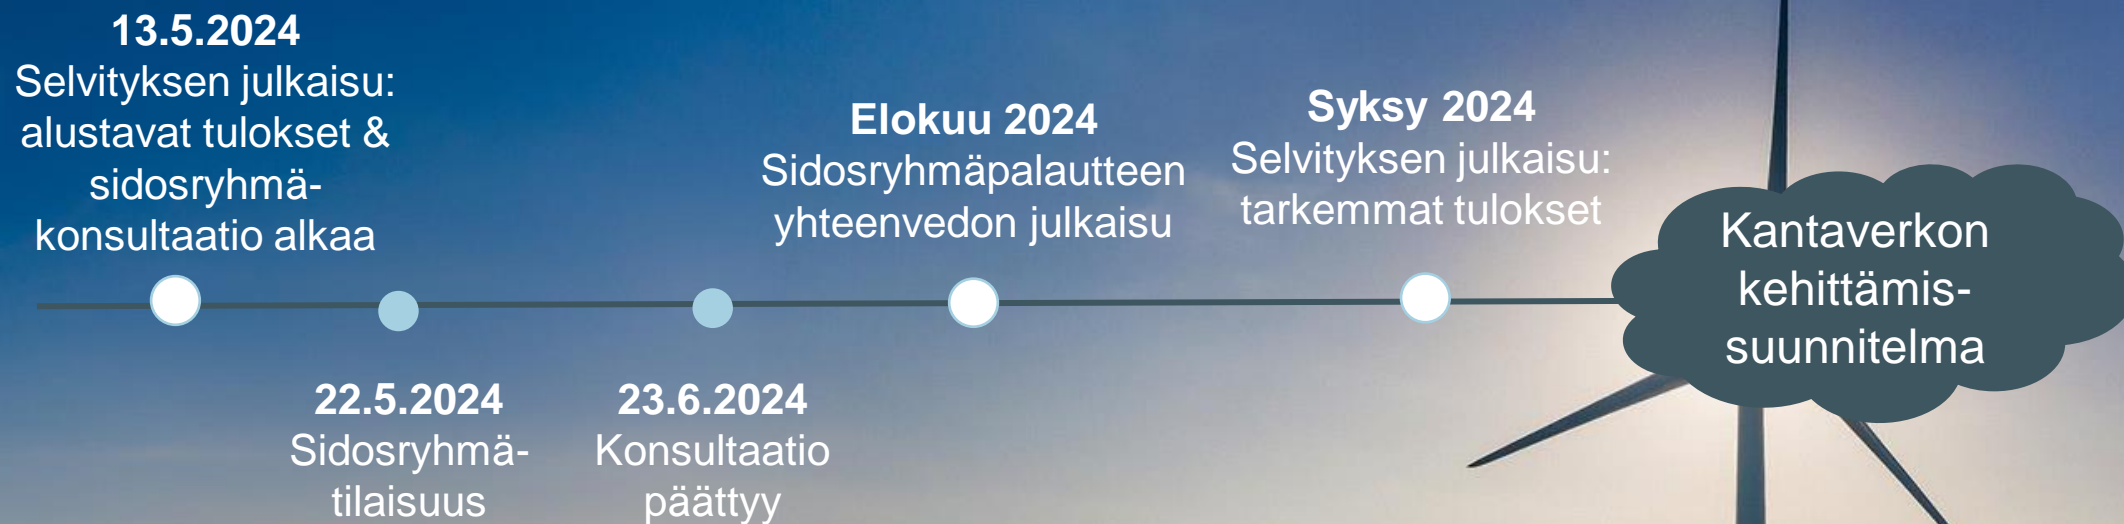 13.5.2024
Selvityksen julkaisu:
alustavat tulokset &
sidosryhmä-
konsultaatio alkaa
22.5.2024
Sidosryhmä-
tilaisuus
23.6.2024
Konsultaatio
päättyy
Elokuu 2024
Sidosryhmäpalautteen
yhteenvedon julkaisu
Syksy 2024
Selvityksen julkaisu:
tarkemmat tulokset
Kantaverkon
kehittämis-
suunnitelma